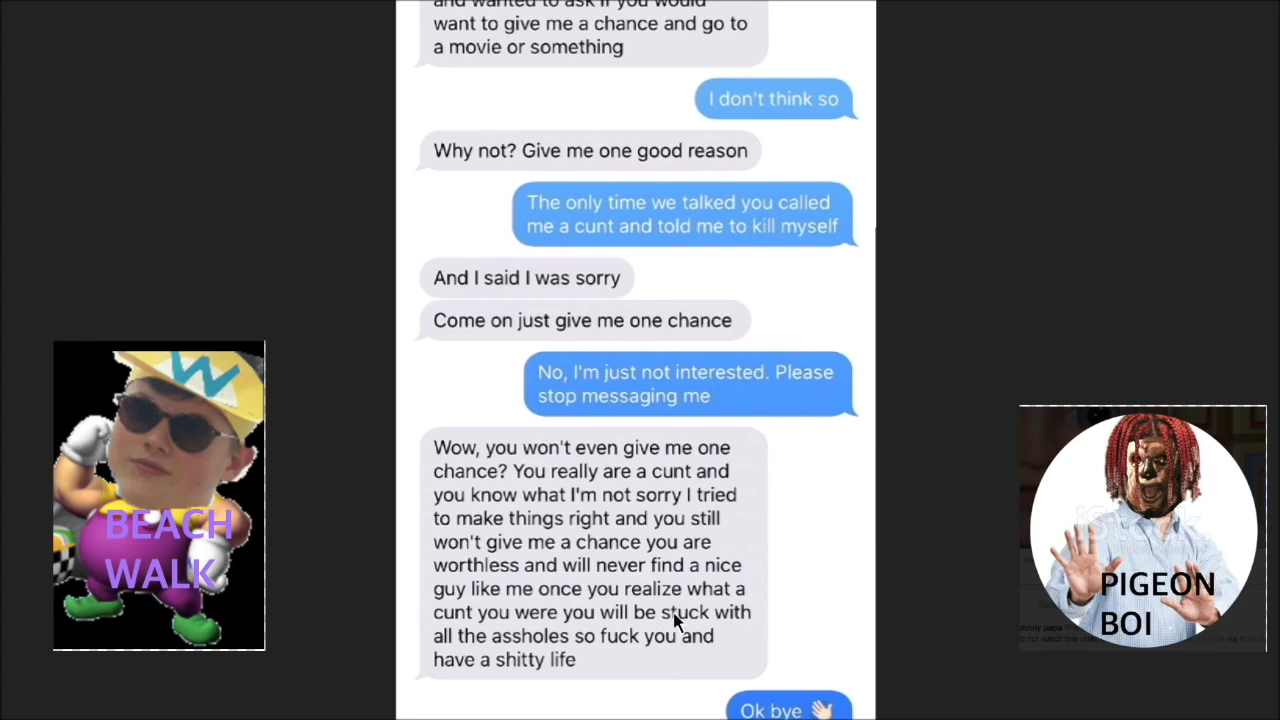 and wanted to ask if you would
want to give me a chance and go to
a movie or something
I don't think so
Why not? Give me one good reason
The only time we talked you called
me a cunt and told me to kill myself
And I said I was sorry
Come on just give me one chance
No, I'm just not interested. Please
stop messaging me
Wow, you won't even give me one
chance? You really are a cunt and
you know what I'm not sorry I tried
to make things right and you still
won't give me a chance you are
worthless and will never find a nice
guy like me once you realize what a
cunt you were you will be stuck with
all the assholes so fuck you and
have a shitty life
Ok bye 👋🏻
W
BEACH
WALK
iStock
PIGEON
BOI